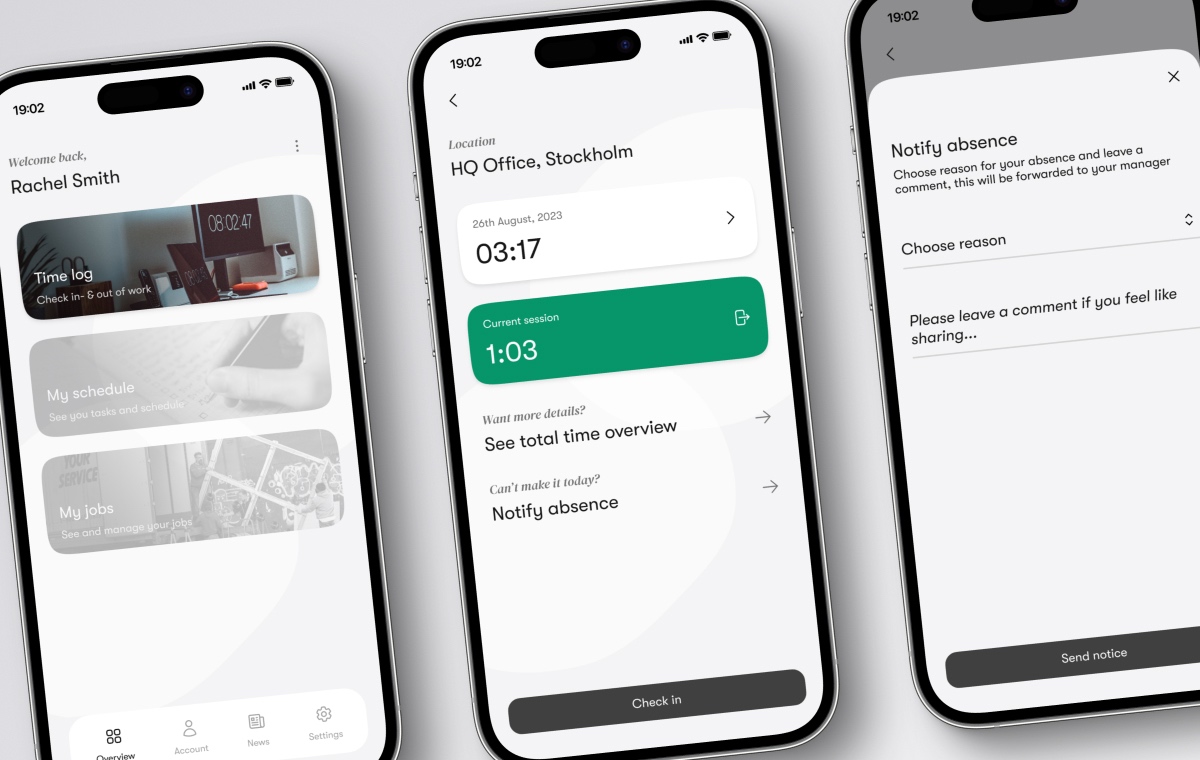 19:02
Welcome back,
Rachel Smith
08:02:47
Time log
Check in- & out of work
My schedule
See you tasks and schedule
YOUR
SERVICE
My jobs
See and manage your jobs
Overview
Account
News
Settings
19:02
Location
HQ Office, Stockholm
26th August, 2023
03:17
Current session
1:03
Want more details?
See total time overview
Can't make it today?
Notify absence
Check in
19:02
Notify absence
Choose reason for your absence and leave a
comment, this will be forwarded to your manager
Choose reason
Please leave a comment if you feel like
sharing...
Send notice